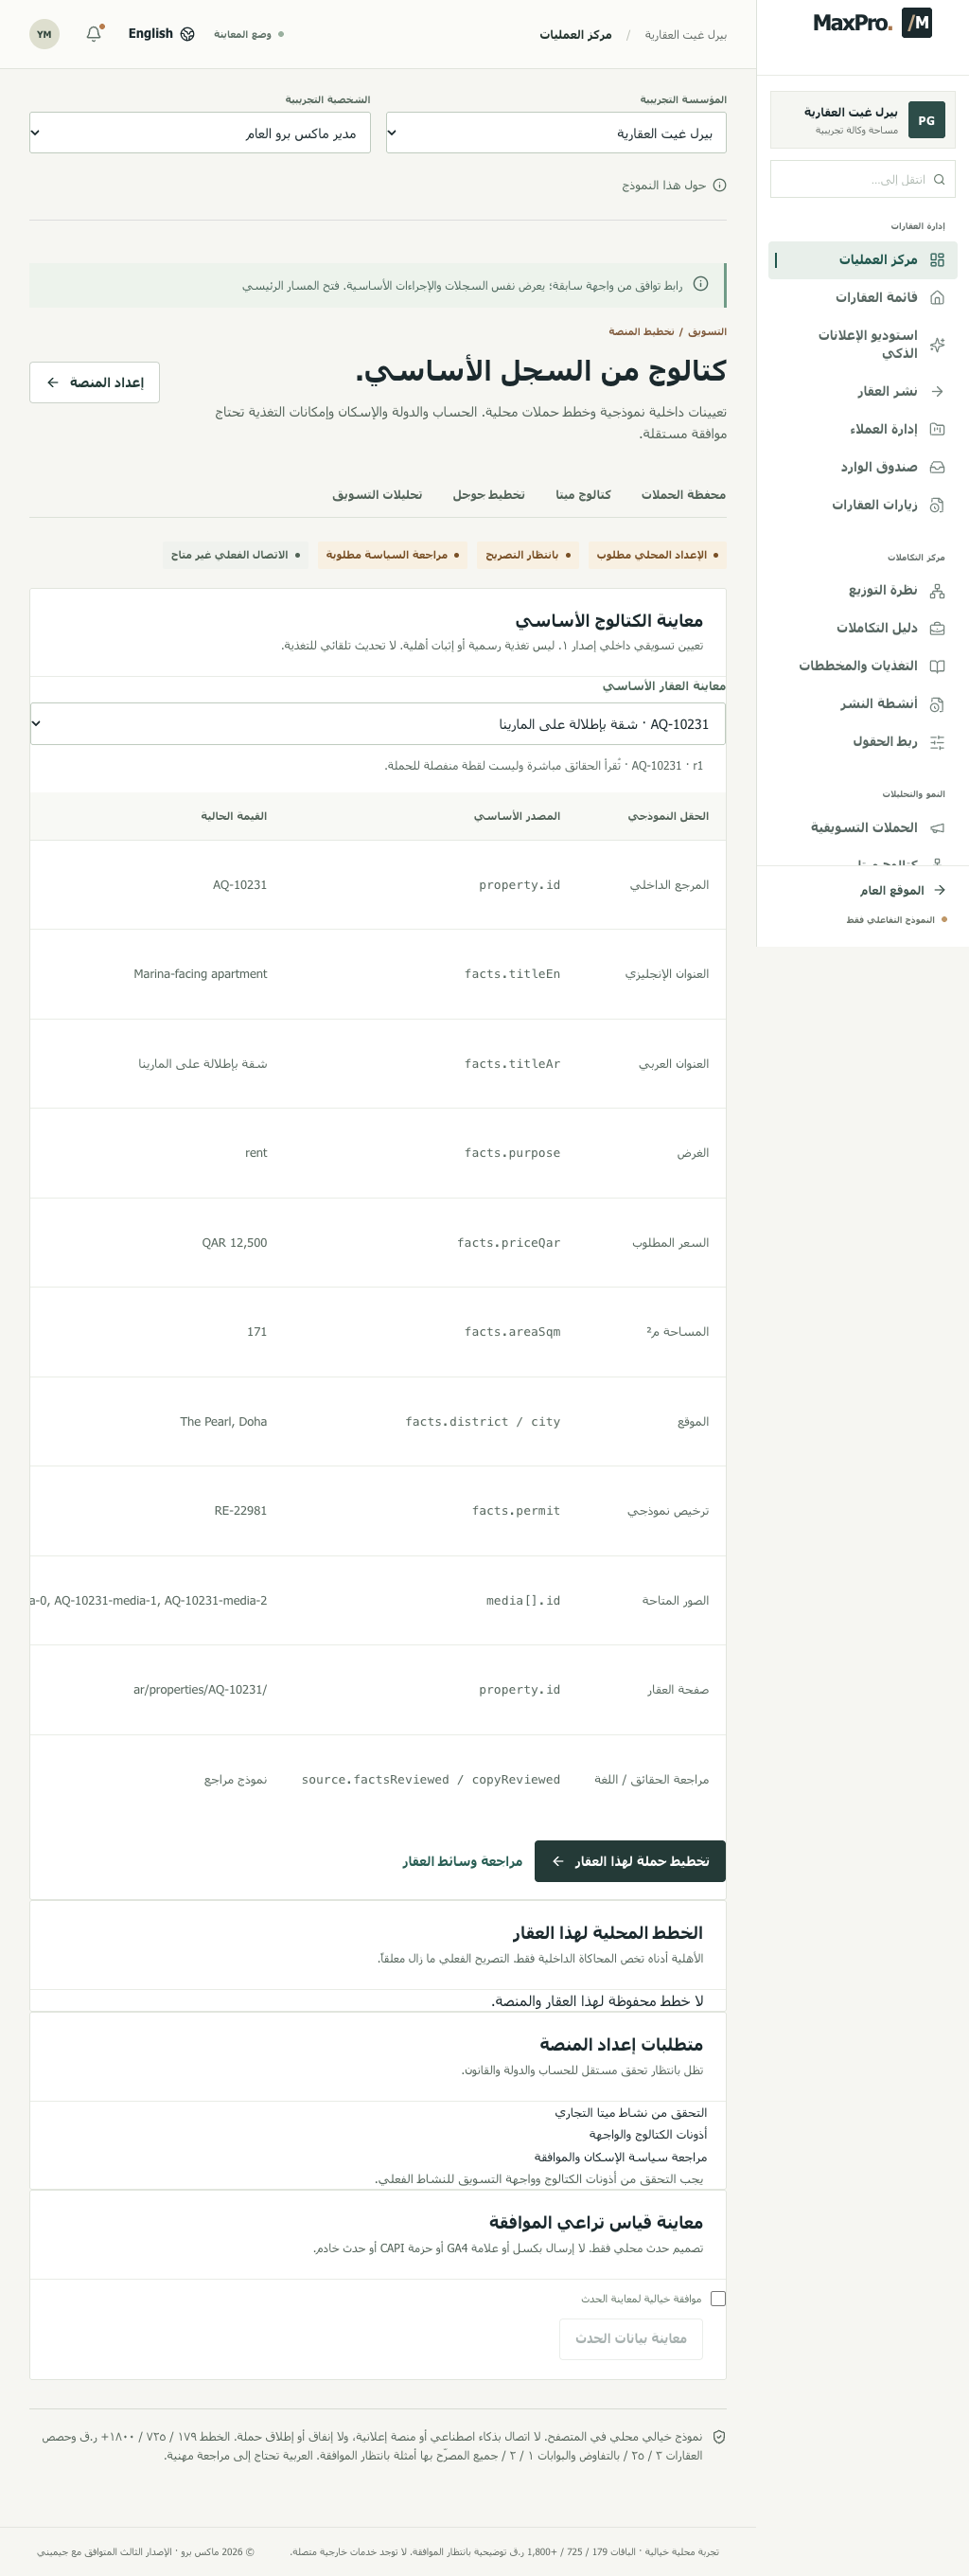 MaxPro.
/M
PG
بيرل غيت العقارية
مساحة وكالة تجريبية
انتقل إلى...
إدارة العقارات
مركز العمليات
قائمة العقارات
استوديو الإعلانات
الذكي
نشر العقار
إدارة العملاء
صندوق الوارد
زيارات العقارات
مركز التكاملات
نظرة التوزيع
دليل التكاملات
التغذيات والمخططات
أنشطة النشر
ربط الحقول
النمو والتحليلات
الحملات التسويقية
الموقع العام
النموذج التفاعلي فقط
بيرل غيت العقارية / مركز العمليات
وضع المعاينة
English
YM
المؤسسة التجريبية
بيرل غيت العقارية
الشخصية التجريبية
مدير ماكس برو العام
حول هذا النموذج
رابط توافق من واجهة سابقة؛ يعرض نفس السجلات والإجراءات الأساسية. فتح المسار الرئيسي
التسويق / تخطيط المنصة
كتالوج من السجل الأساسي.
تعيينات داخلية نموذجية وخطط حملات محلية. الحساب والدولة والإسكان وإمكانات التغذية تحتاج
موافقة مستقلة.
إعداد المنصة
محفظة الحملات
كتالوج ميتا
تخطيط جوجل
تحليلات التسويق
الإعداد المحلي مطلوب
بانتظار التصريح
مراجعة السياسة مطلوبة
الاتصال الفعلي غير متاح
معاينة الكتالوج الأساسي
تعيين تسويقي داخلي إصدار ١. ليس تغذية رسمية أو إثبات أهلية. لا تحديث تلقائي للتغذية.
معاينة العقار الأساسي
AQ-10231 · شقة بإطلالة على المارينا
AQ-10231 · r1 · تُقرأ الحقائق مباشرة وليست لقطة منفصلة للحملة.
الحقل النموذجي المصدر الأساسي القيمة الحالية
المرجع الداخلي property.id AQ-10231
العنوان الإنجليزي facts.titleEn Marina-facing apartment
العنوان العربي facts.titleAr شقة بإطلالة على المارينا
الغرض facts.purpose rent
السعر المطلوب facts.priceQar QAR 12,500
المساحة م² facts.areaSqm 171
الموقع facts.district / city The Pearl, Doha
ترخيص نموذجي facts.permit RE-22981
الصور المتاحة media[].id a-0, AQ-10231-media-1, AQ-10231-media-2
صفحة العقار property.id ar/properties/AQ-10231/
مراجعة الحقائق / اللغة source.factsReviewed / copyReviewed نموذج مراجع
تخطيط حملة لهذا العقار
مراجعة وسائط العقار
الخطط المحلية لهذا العقار
الأهلية أدناه تخص المحاكاة الداخلية فقط. التصريح الفعلي ما زال معلقاً.
لا خطط محفوظة لهذا العقار والمنصة.
متطلبات إعداد المنصة
تظل بانتظار تحقق مستقل للحساب والدولة والقانون.
التحقق من نشاط ميتا التجاري
أذونات الكتالوج والواجهة
مراجعة سياسة الإسكان والموافقة
يجب التحقق من أذونات الكتالوج وواجهة التسويق للنشاط الفعلي.
معاينة قياس تراعي الموافقة
تصميم حدث محلي فقط. لا إرسال بكسل أو علامة GA4 أو حزمة CAPI أو حدث خادم.
موافقة خيالية لمعاينة الحدث
معاينة بيانات الحدث
نموذج خيالي محلي في المتصفح. لا اتصال بذكاء اصطناعي أو منصة إعلانية، ولا إنفاق أو إطلاق حملة. الخطط ١٧٩ / ٧٢٥ / ١٨٠٠+ ر.ق وحصص
العقارات ٣ / ٢٥ / بالتفاوض والبوابات ١ / ٣ / جميع المصرّح بها أمثلة بانتظار الموافقة. العربية تحتاج إلى مراجعة مهنية.
تجربة محلية خيالية · الباقات 179 / 725 / +1,800 ر.ق توضيحية بانتظار الموافقة. لا توجد خدمات خارجية متصلة.
© 2026 ماكس برو · الإصدار الثالث المتوافق مع جيميني